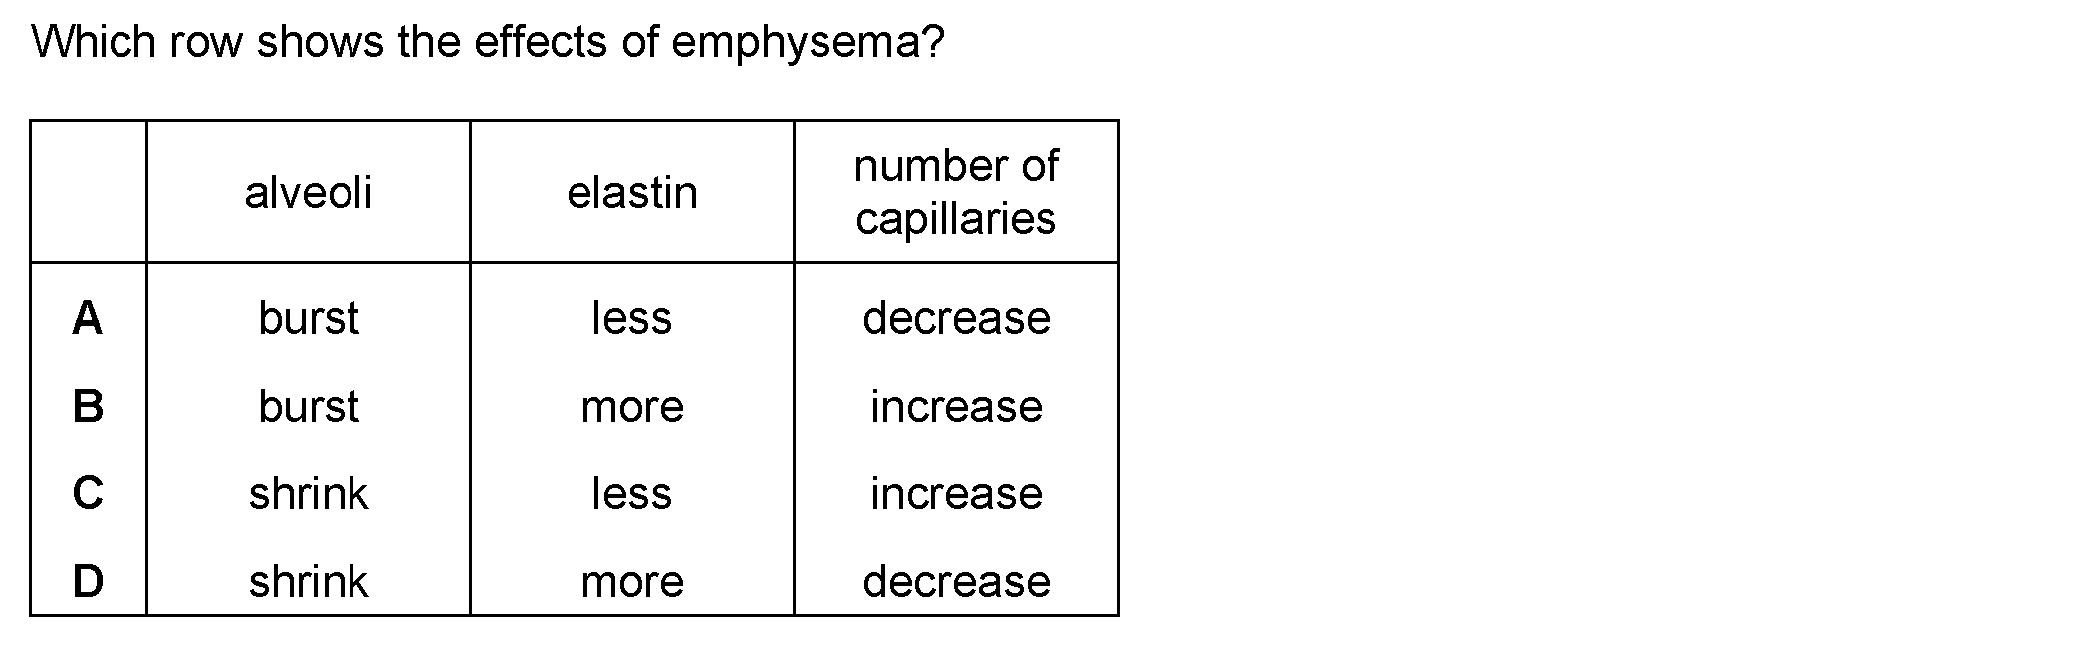 Which row shows the effects of emphysema?
alveoli elastin number of capillaries
A burst less decrease
B burst more increase
C shrink less increase
D shrink more decrease